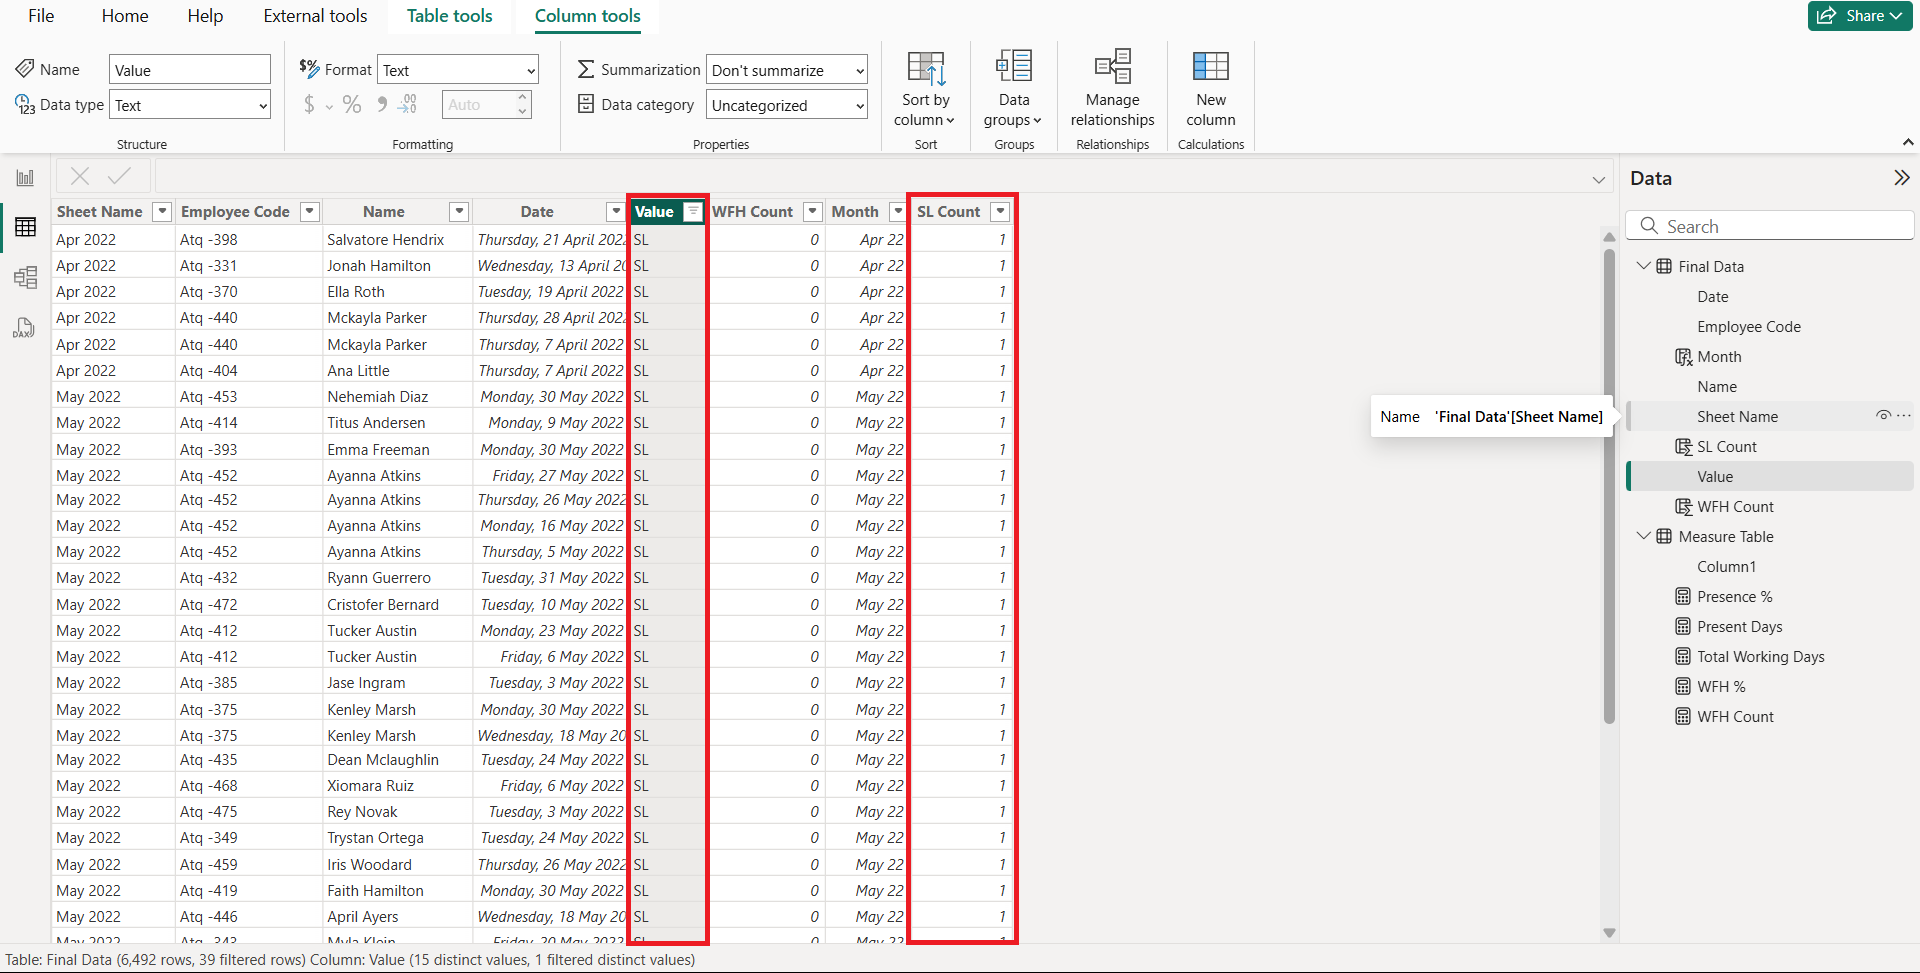 File Home Help External tools Table tools Column tools Share
Name Value $% Format Text Summarization Don't summarize
123 Data type Text $ % 9 .00 Auto Data category Uncategorized
Sort by column Data groups Manage relationships New column
Structure Formatting Properties Sort Groups Relationships Calculations
Sheet Name Employee Code Name Date Value WFH Count Month SL Count
Apr 2022 Atq -398 Salvatore Hendrix Thursday, 21 April 2022 SL 0 Apr 22 1
Apr 2022 Atq -331 Jonah Hamilton Wednesday, 13 April 20 SL 0 Apr 22 1
Apr 2022 Atq -370 Ella Roth Tuesday, 19 April 2022 SL 0 Apr 22 1
Apr 2022 Atq -440 Mckayla Parker Thursday, 28 April 2022 SL 0 Apr 22 1
Apr 2022 Atq -440 Mckayla Parker Thursday, 7 April 2022 SL 0 Apr 22 1
Apr 2022 Atq -404 Ana Little Thursday, 7 April 2022 SL 0 Apr 22 1
May 2022 Atq -453 Nehemiah Diaz Monday, 30 May 2022 SL 0 May 22 1
May 2022 Atq -414 Titus Andersen Monday, 9 May 2022 SL 0 May 22 1
May 2022 Atq -393 Emma Freeman Monday, 30 May 2022 SL 0 May 22 1
May 2022 Atq -452 Ayanna Atkins Friday, 27 May 2022 SL 0 May 22 1
May 2022 Atq -452 Ayanna Atkins Thursday, 26 May 2022 SL 0 May 22 1
May 2022 Atq -452 Ayanna Atkins Monday, 16 May 2022 SL 0 May 22 1
May 2022 Atq -452 Ayanna Atkins Thursday, 5 May 2022 SL 0 May 22 1
May 2022 Atq -432 Ryann Guerrero Tuesday, 31 May 2022 SL 0 May 22 1
May 2022 Atq -472 Cristofer Bernard Tuesday, 10 May 2022 SL 0 May 22 1
May 2022 Atq -412 Tucker Austin Monday, 23 May 2022 SL 0 May 22 1
May 2022 Atq -412 Tucker Austin Friday, 6 May 2022 SL 0 May 22 1
May 2022 Atq -385 Jase Ingram Tuesday, 3 May 2022 SL 0 May 22 1
May 2022 Atq -375 Kenley Marsh Monday, 30 May 2022 SL 0 May 22 1
May 2022 Atq -375 Kenley Marsh Wednesday, 18 May 20 SL 0 May 22 1
May 2022 Atq -435 Dean Mclaughlin Tuesday, 24 May 2022 SL 0 May 22 1
May 2022 Atq -468 Xiomara Ruiz Friday, 6 May 2022 SL 0 May 22 1
May 2022 Atq -475 Rey Novak Tuesday, 3 May 2022 SL 0 May 22 1
May 2022 Atq -349 Trystan Ortega Tuesday, 24 May 2022 SL 0 May 22 1
May 2022 Atq -459 Iris Woodard Thursday, 26 May 2022 SL 0 May 22 1
May 2022 Atq -419 Faith Hamilton Monday, 30 May 2022 SL 0 May 22 1
May 2022 Atq -446 April Ayers Wednesday, 18 May 20 SL 0 May 22 1
May 2022 Atq -343 Myla Klein Friday, 20 May 2022 SL 0 May 22 1
DAX
Name 'Final Data'[Sheet Name]
Data
Search
Final Data
Date
Employee Code
Month
Name
Sheet Name
SL Count
Value
WFH Count
Measure Table
Column1
Presence %
Present Days
Total Working Days
WFH %
WFH Count
Table: Final Data (6,492 rows, 39 filtered rows) Column: Value (15 distinct values, 1 filtered distinct values)